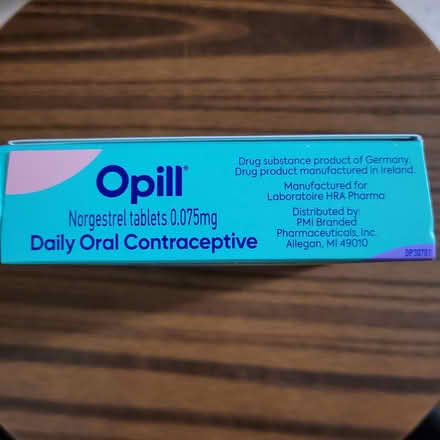 Opill®
Norgestrel tablets 0.075mg
Daily Oral Contraceptive
Drug substance product of Germany.
Drug product manufactured in Ireland.
Manufactured for
Laboratoire HRA Pharma
Distributed by:
PMI Branded
Pharmaceuticals, Inc.
Allegan, MI 49010